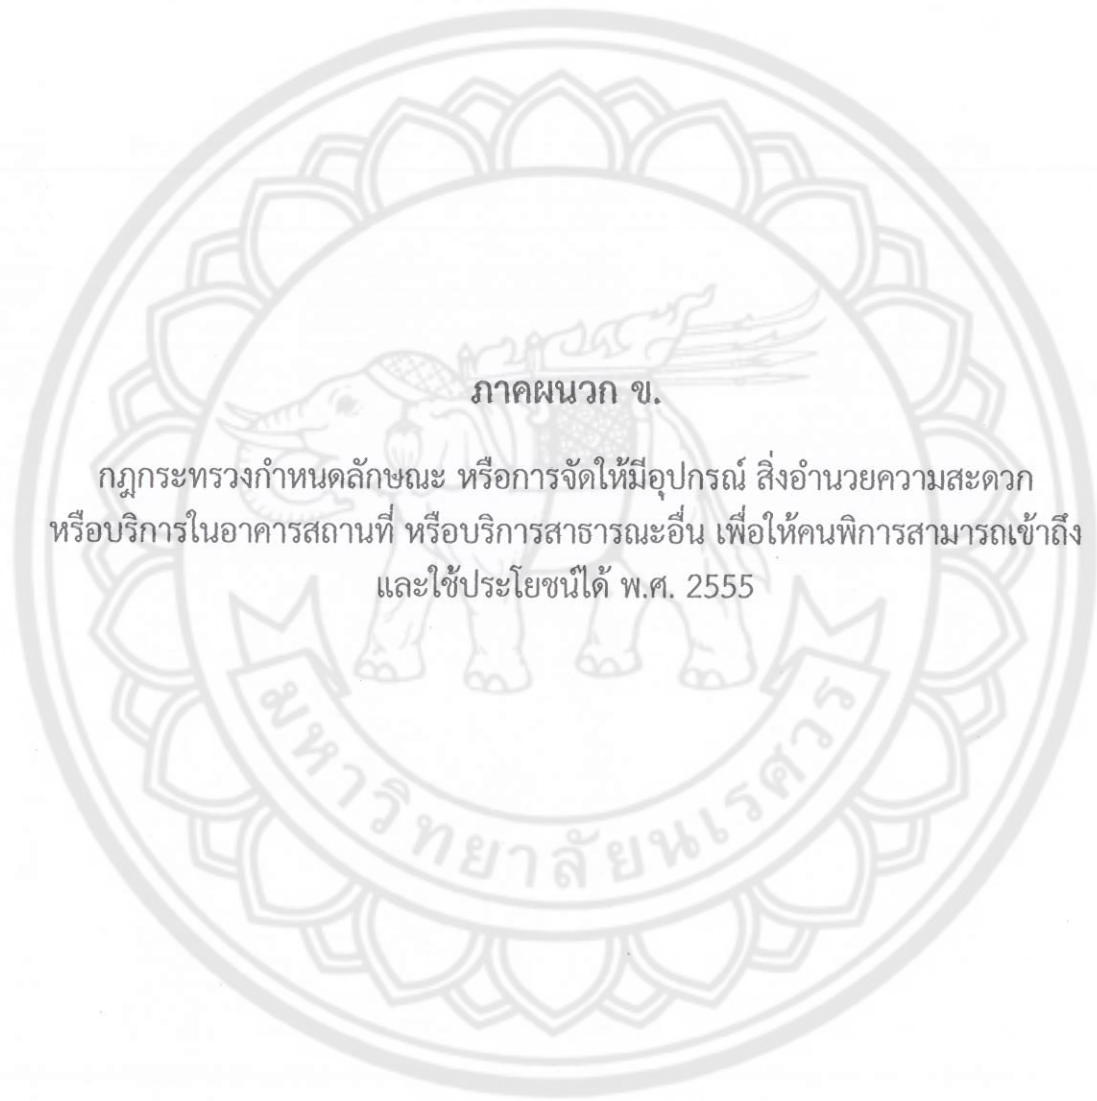 ภาคผนวก ข.
กฎกระทรวงกำหนดลักษณะ หรือการจัดให้มีอุปกรณ์ สิ่งอำนวยความสะดวก
หรือบริการในอาคารสถานที่ หรือบริการสาธารณะอื่น เพื่อให้คนพิการสามารถเข้าถึง
และใช้ประโยชน์ได้ พ.ศ. 2555
มหาวิทยาลัยนเรศวร